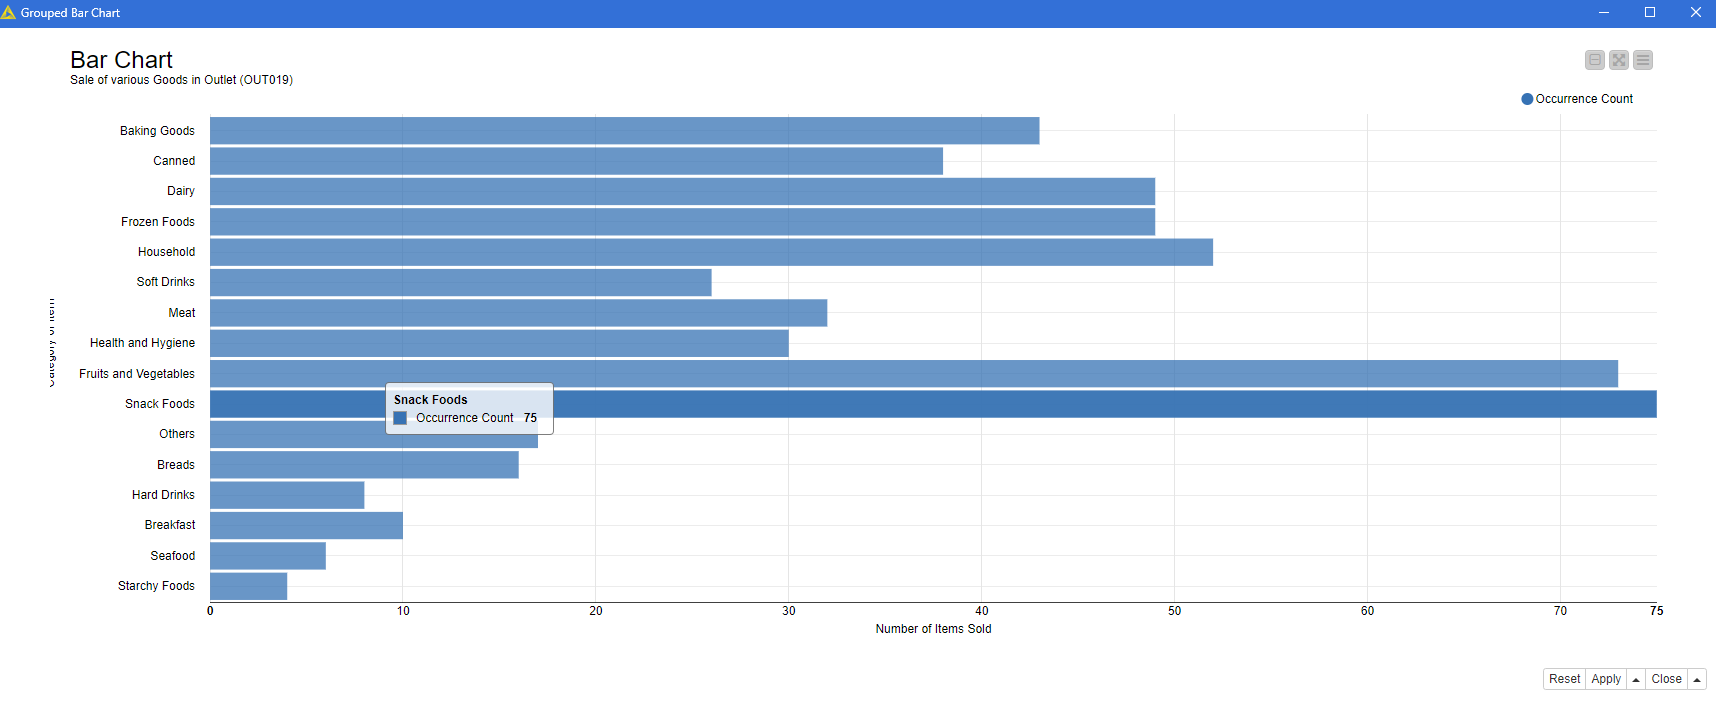 Grouped Bar Chart
Bar Chart
Sale of various Goods in Outlet (OUT019)
Occurrence Count
Baking Goods
Canned
Dairy
Frozen Foods
Household
Soft Drinks
Meat
Health and Hygiene
Fruits and Vegetables
Snack Foods
Others
Breads
Hard Drinks
Breakfast
Seafood
Starchy Foods
Category of Item
Snack Foods
Occurrence Count 75
0 10 20 30 40 50 60 70 75
Number of Items Sold
Reset Apply Close